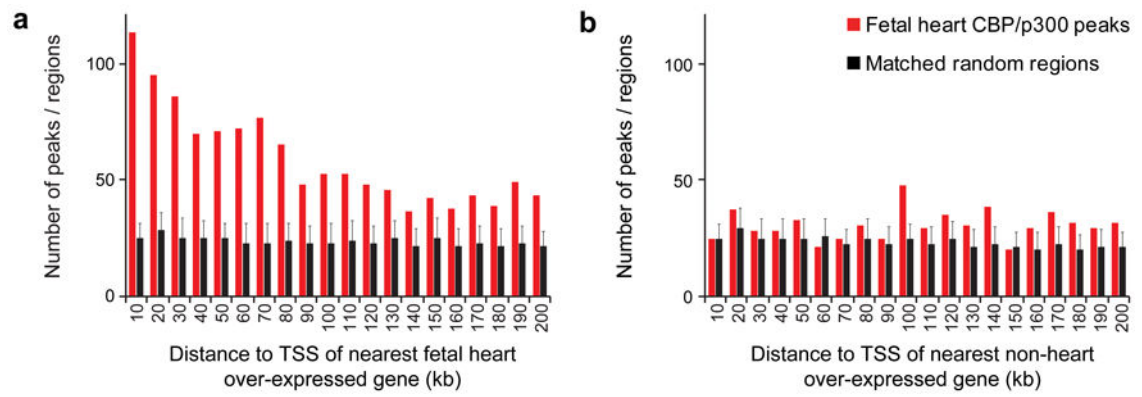 a
Number of peaks / regions
100
50
0
10 20 30 40 50 60 70 80 90 100 110 120 130 140 150 160 170 180 190 200
Distance to TSS of nearest fetal heart
over-expressed gene (kb)
b
Fetal heart CBP/p300 peaks
Matched random regions
Number of peaks / regions
100
50
0
10 20 30 40 50 60 70 80 90 100 110 120 130 140 150 160 170 180 190 200
Distance to TSS of nearest non-heart
over-expressed gene (kb)